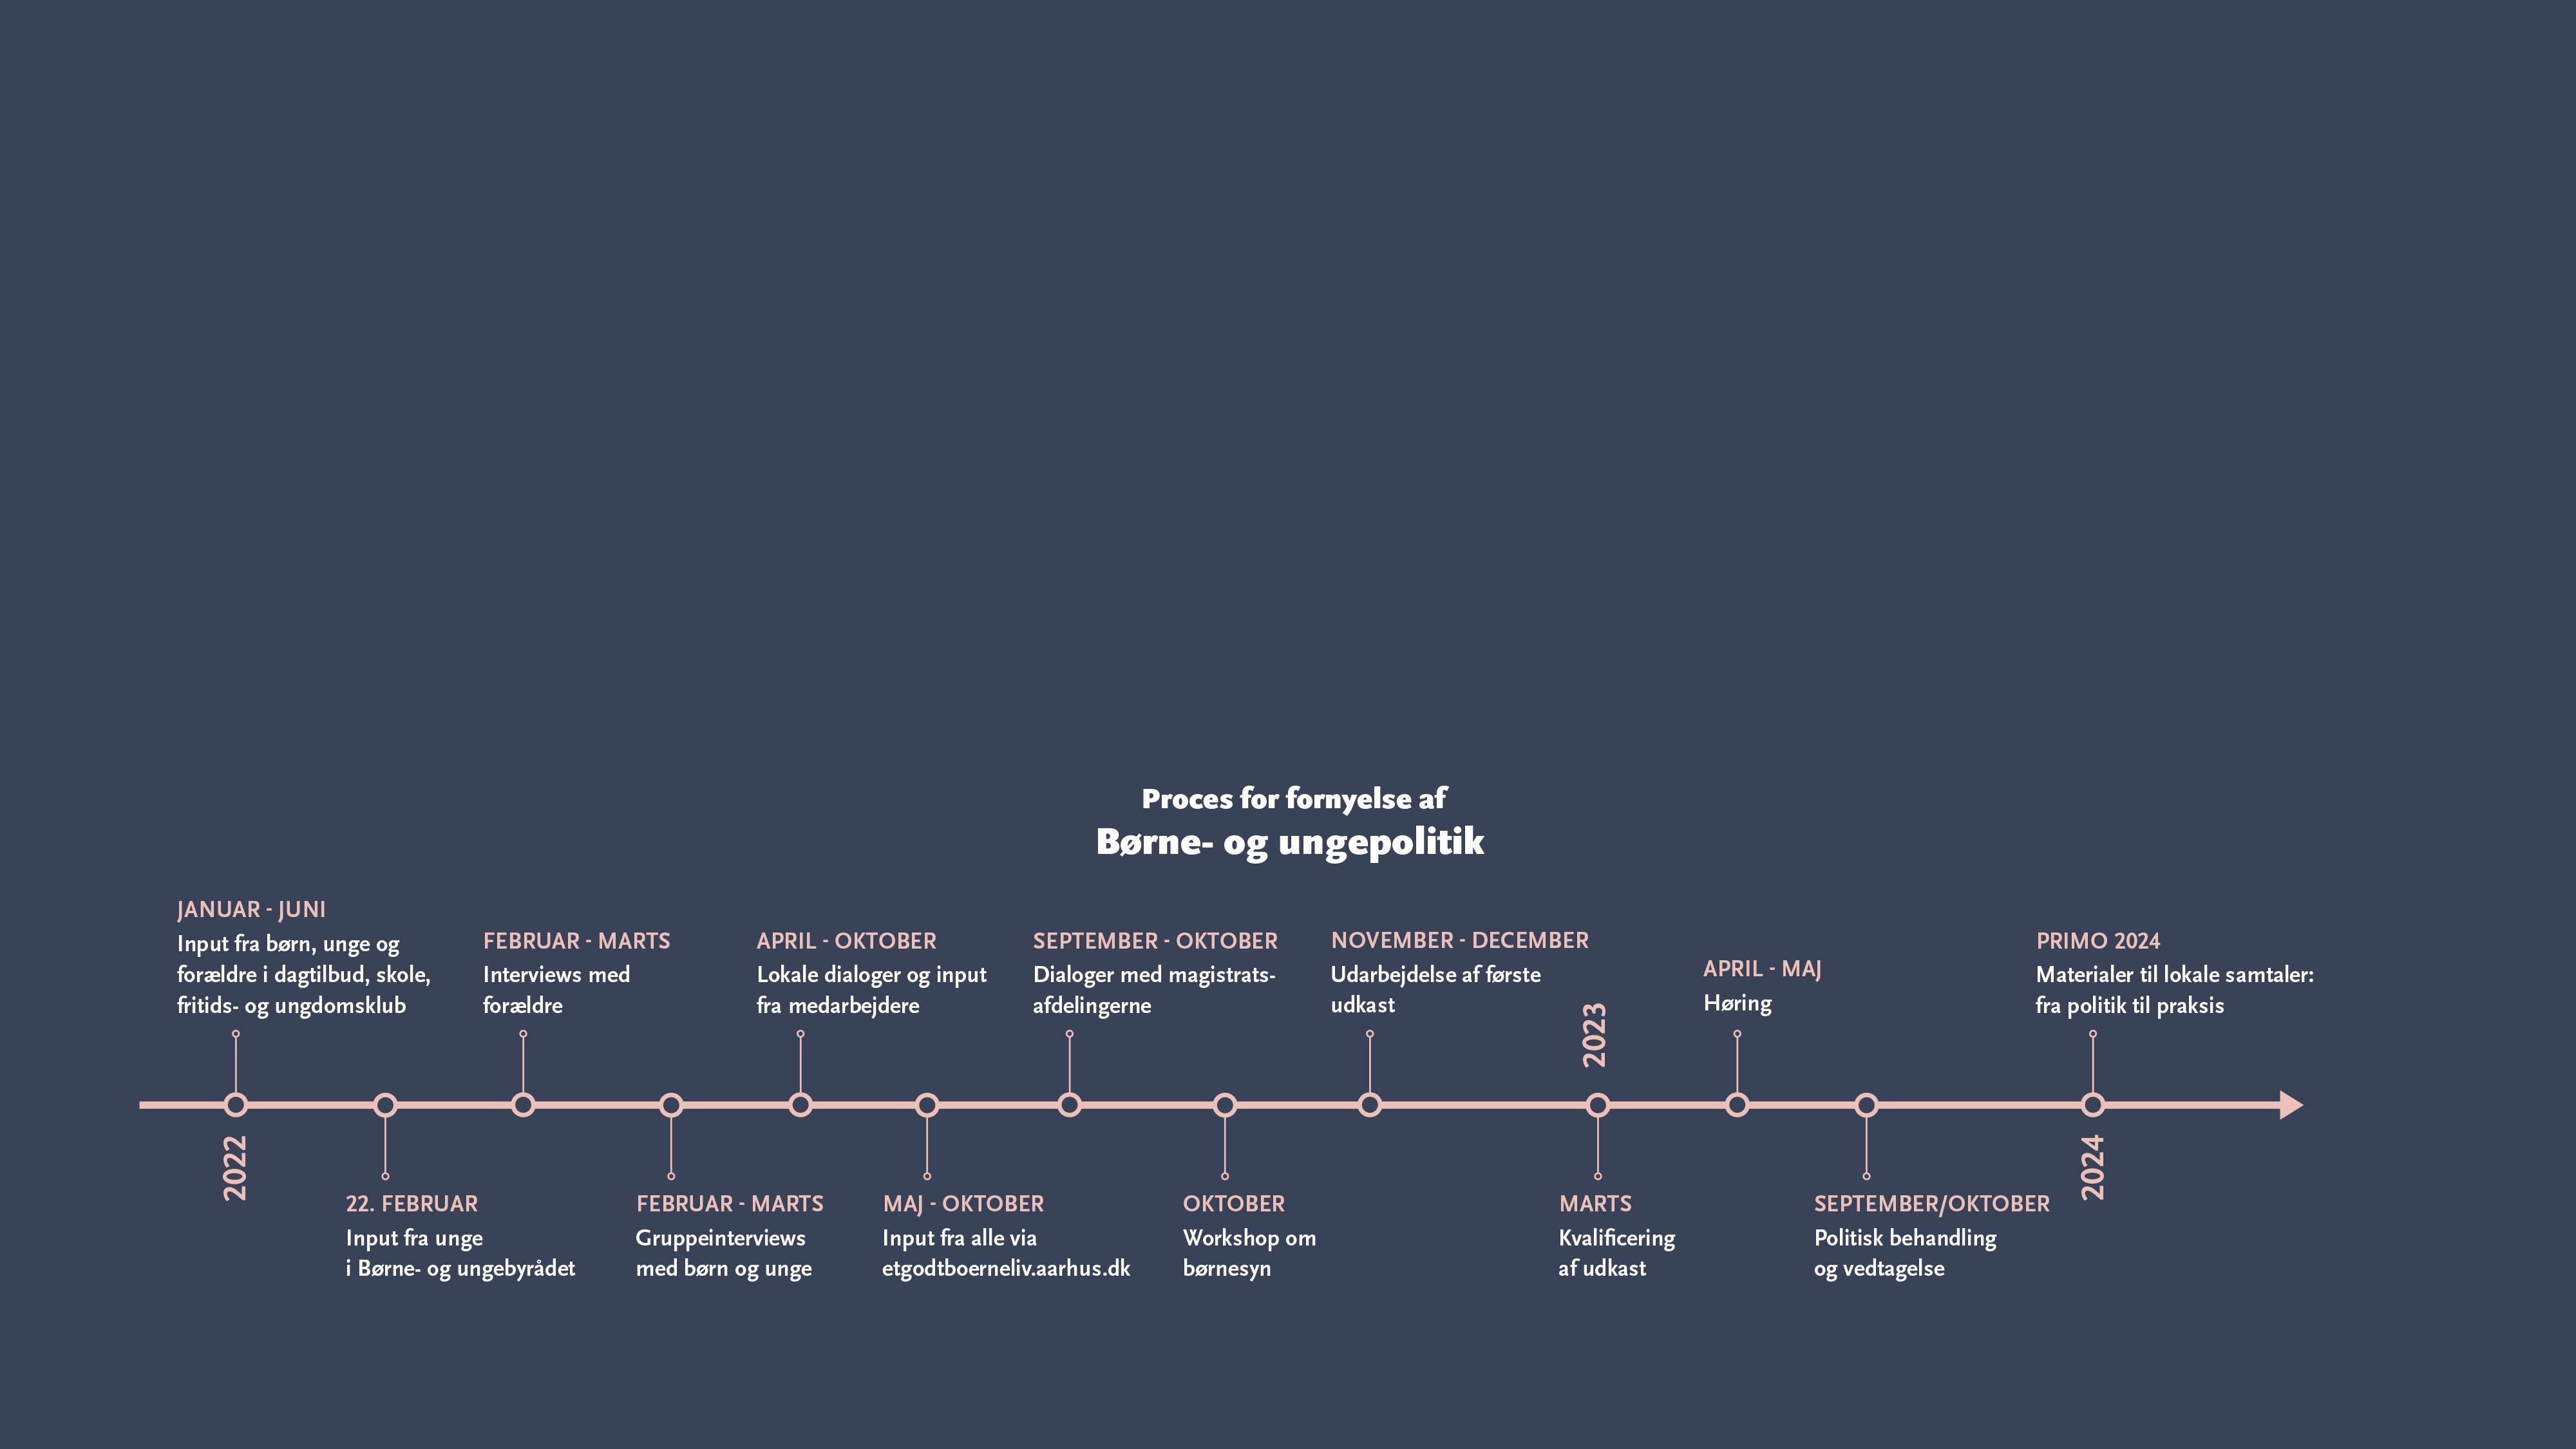 Proces for fornyelse af
Børne- og ungepolitik
JANUAR - JUNI
Input fra børn, unge og
forældre i dagtilbud, skole,
fritids- og ungdomsklub
2022
22. FEBRUAR
Input fra unge
i Børne- og ungebyrådet
FEBRUAR - MARTS
Interviews med
forældre
FEBRUAR - MARTS
Gruppeinterviews
med børn og unge
APRIL - OKTOBER
Lokale dialoger og input
fra medarbejdere
MAJ - OKTOBER
Input fra alle via
etgodtboerneliv.aarhus.dk
SEPTEMBER - OKTOBER
Dialoger med magistrats-
afdelingerne
OKTOBER
Workshop om
børnesyn
NOVEMBER - DECEMBER
Udarbejdelse af første
udkast
2023
MARTS
Kvalificering
af udkast
APRIL - MAJ
Høring
SEPTEMBER/OKTOBER
Politisk behandling
og vedtagelse
PRIMO 2024
Materialer til lokale samtaler:
fra politik til praksis
2024